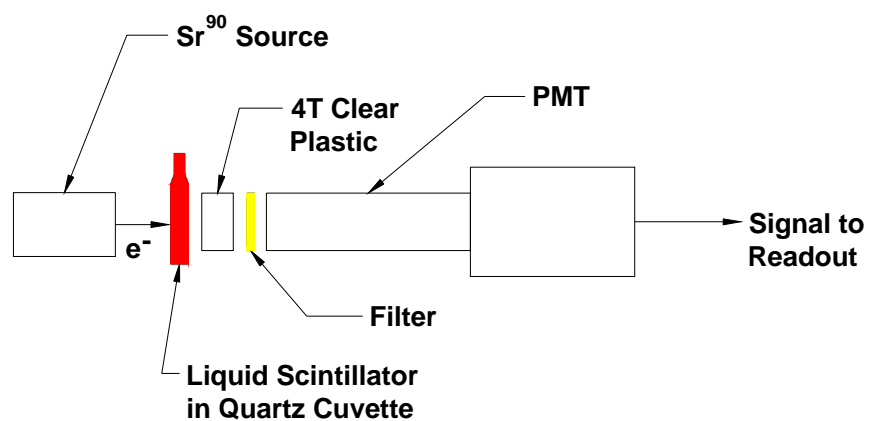 Sr⁹⁰ Source
4T Clear
Plastic
PMT
e⁻
Signal to
Readout
Filter
Liquid Scintillator
in Quartz Cuvette